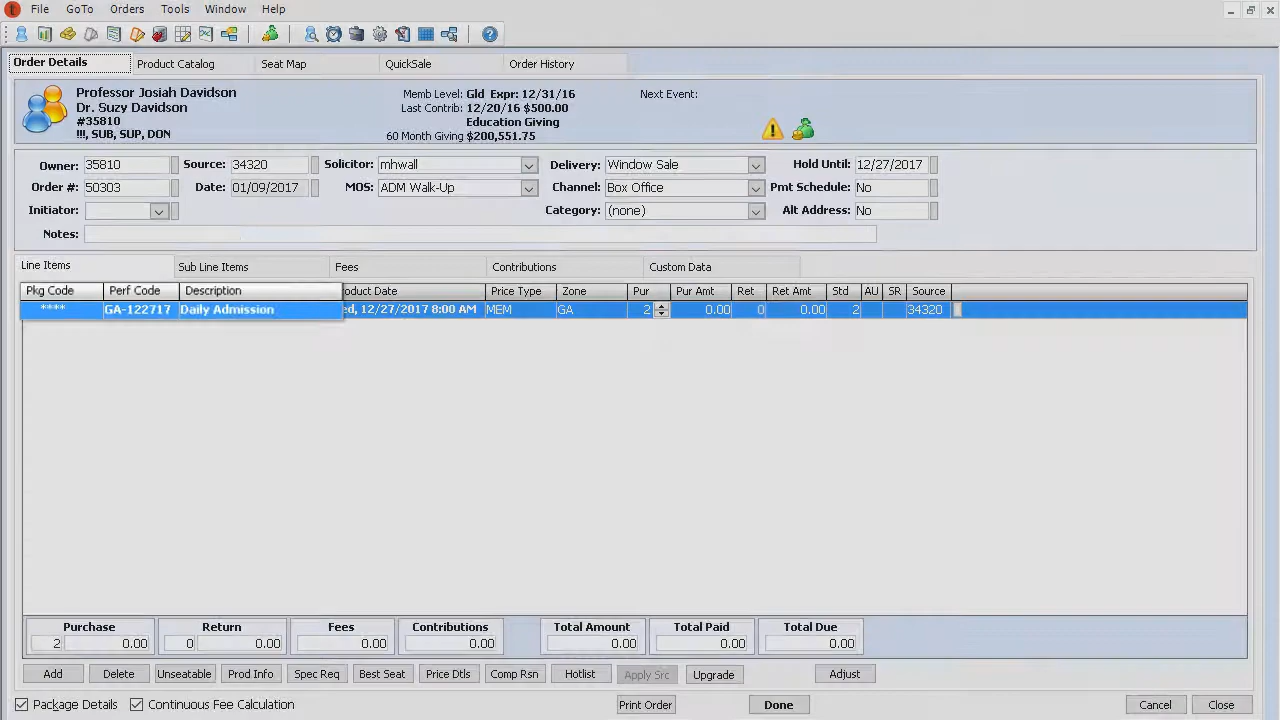 File GoTo Orders Tools Window Help
Order Details Product Catalog Seat Map QuickSale Order History
Professor Josiah Davidson
Dr. Suzy Davidson
#35810
!!!, SUB, SUP, DON
Memb Level: Gld Expr: 12/31/16
Last Contrib: 12/20/16 $500.00
Education Giving
60 Month Giving $200,551.75
Next Event:
Owner: 35810 Source: 34320 Solicitor: mhwall Delivery: Window Sale Hold Until: 12/27/2017
Order #: 50303 Date: 01/09/2017 MOS: ADM Walk-Up Channel: Box Office Pmt Schedule: No
Initiator: Category: (none) Alt Address: No
Notes:
Line Items Sub Line Items Fees Contributions Custom Data
Pkg Code Perf Code Description oduct Date Price Type Zone Pur Pur Amt Ret Ret Amt Std AU SR Source
**** GA-122717 Daily Admission ed, 12/27/2017 8:00 AM MEM GA 2 0.00 0 0.00 2 34320
Purchase Return Fees Contributions Total Amount Total Paid Total Due
2 0.00 0 0.00 0.00 0.00 0.00 0.00 0.00
Add Delete Unseatable Prod Info Spec Req Best Seat Price Dtls Comp Rsn Hotlist Apply Src Upgrade Adjust
Package Details Continuous Fee Calculation Print Order Done Cancel Close